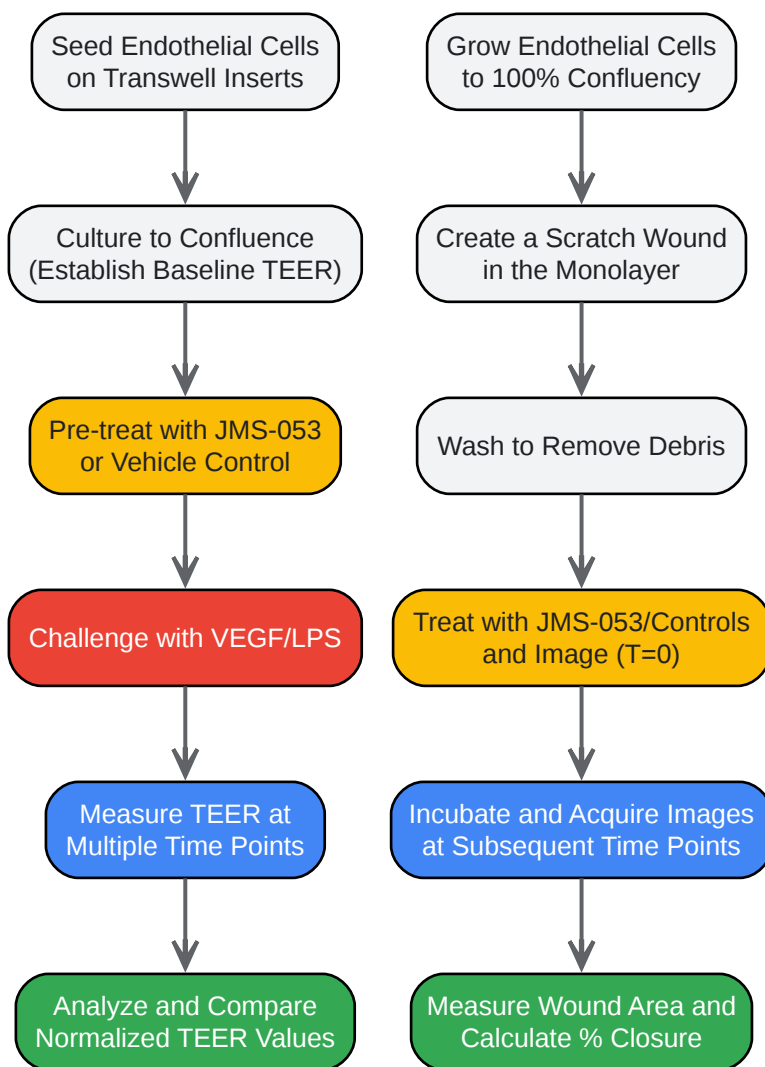 Seed Endothelial Cells
on Transwell Inserts
Culture to Confluence
(Establish Baseline TEER)
Pre-treat with JMS-053
or Vehicle Control
Challenge with VEGF/LPS
Measure TEER at
Multiple Time Points
Analyze and Compare
Normalized TEER Values
Grow Endothelial Cells
to 100% Confluency
Create a Scratch Wound
in the Monolayer
Wash to Remove Debris
Treat with JMS-053/Controls
and Image (T=0)
Incubate and Acquire Images
at Subsequent Time Points
Measure Wound Area and
Calculate % Closure